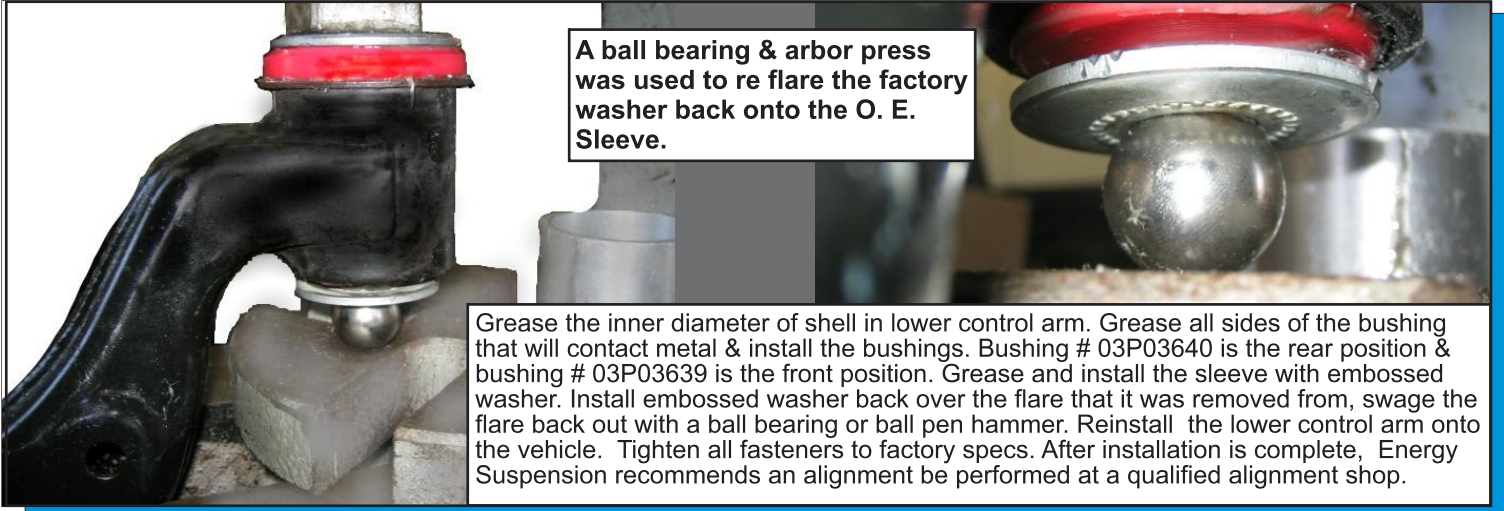 A ball bearing & arbor press
was used to re flare the factory
washer back onto the O. E.
Sleeve.
Grease the inner diameter of shell in lower control arm. Grease all sides of the bushing
that will contact metal & install the bushings. Bushing # 03P03640 is the rear position &
bushing # 03P03639 is the front position. Grease and install the sleeve with embossed
washer. Install embossed washer back over the flare that it was removed from, swage the
flare back out with a ball bearing or ball pen hammer. Reinstall  the lower control arm onto
the vehicle.  Tighten all fasteners to factory specs. After installation is complete,  Energy
Suspension recommends an alignment be performed at a qualified alignment shop.